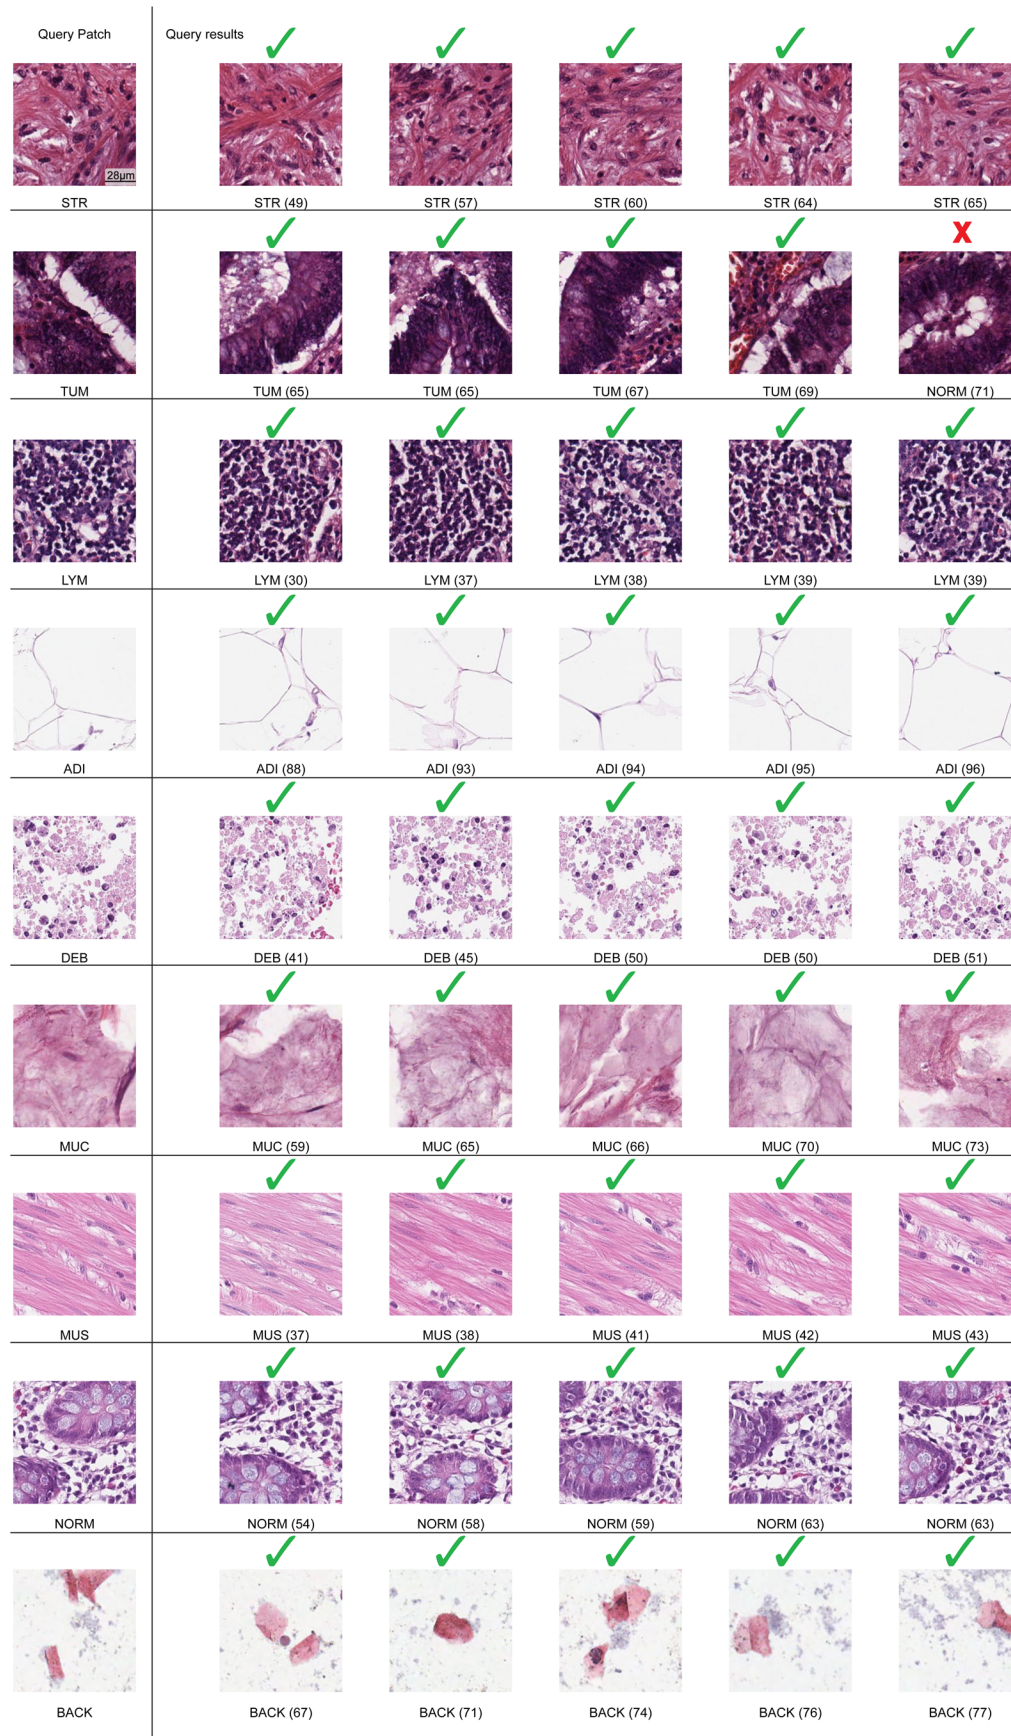 Query Patch
Query results
28μm
STR
STR (49)
STR (57)
STR (60)
STR (64)
STR (65)
X
TUM
TUM (65)
TUM (65)
TUM (67)
TUM (69)
NORM (71)
LYM
LYM (30)
LYM (37)
LYM (38)
LYM (39)
LYM (39)
ADI
ADI (88)
ADI (93)
ADI (94)
ADI (95)
ADI (96)
DEB
DEB (41)
DEB (45)
DEB (50)
DEB (50)
DEB (51)
MUC
MUC (59)
MUC (65)
MUC (66)
MUC (70)
MUC (73)
MUS
MUS (37)
MUS (38)
MUS (41)
MUS (42)
MUS (43)
NORM
NORM (54)
NORM (58)
NORM (59)
NORM (63)
NORM (63)
BACK
BACK (67)
BACK (71)
BACK (74)
BACK (76)
BACK (77)